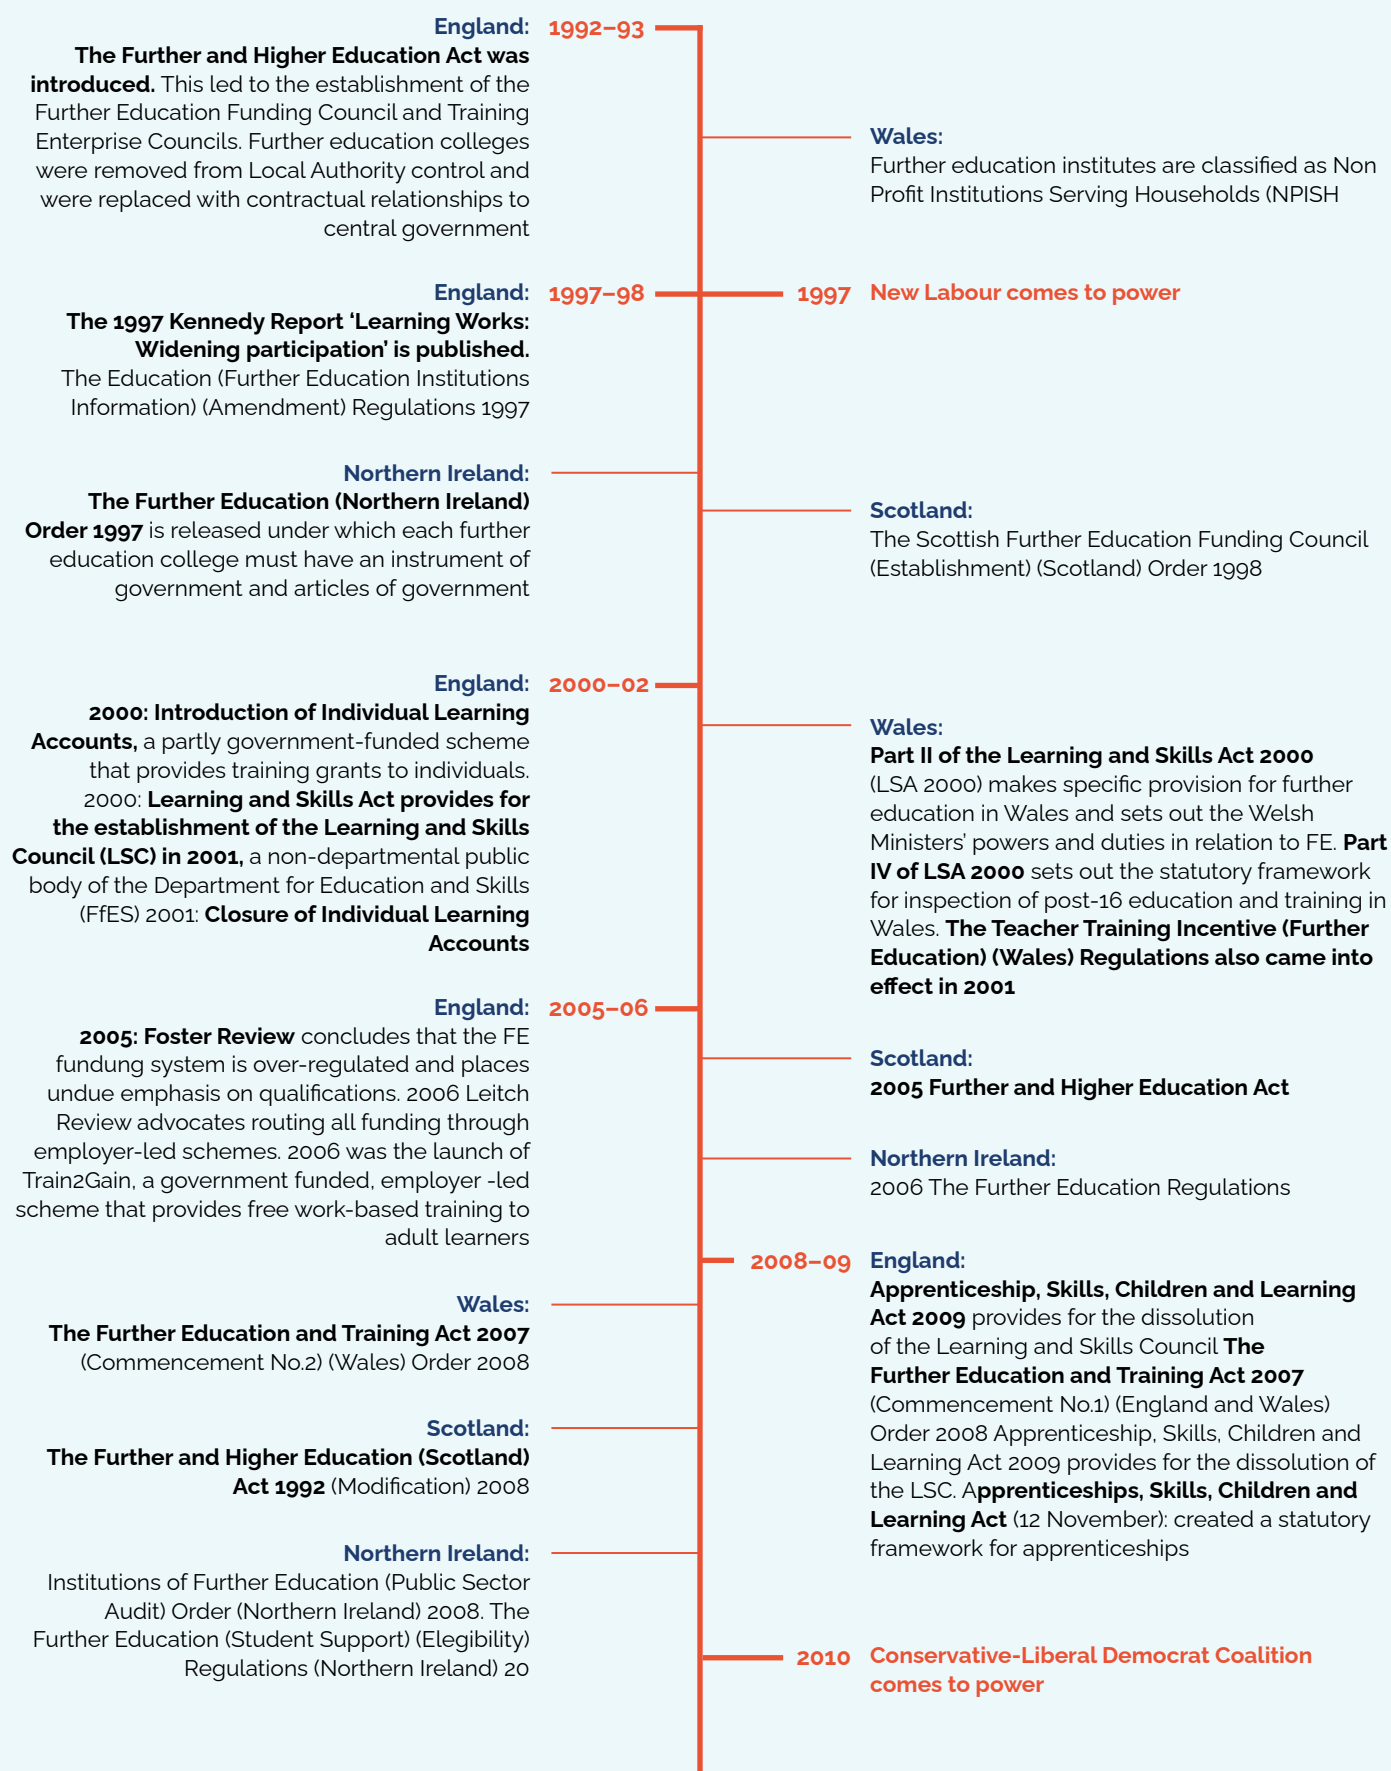 England: 1992–93
The Further and Higher Education Act was
introduced. This led to the establishment of the
Further Education Funding Council and Training
Enterprise Councils. Further education colleges
were removed from Local Authority control and
were replaced with contractual relationships to
central government
Wales:
Further education institutes are classified as Non
Profit Institutions Serving Households (NPISH
England: 1997–98
The 1997 Kennedy Report ‘Learning Works:
Widening participation’ is published.
The Education (Further Education Institutions
Information) (Amendment) Regulations 1997
1997 New Labour comes to power
Northern Ireland:
The Further Education (Northern Ireland)
Order 1997 is released under which each further
education college must have an instrument of
government and articles of government
Scotland:
The Scottish Further Education Funding Council
(Establishment) (Scotland) Order 1998
England: 2000–02
2000: Introduction of Individual Learning
Accounts, a partly government-funded scheme
that provides training grants to individuals.
2000: Learning and Skills Act provides for
the establishment of the Learning and Skills
Council (LSC) in 2001, a non-departmental public
body of the Department for Education and Skills
(FfES) 2001: Closure of Individual Learning
Accounts
Wales:
Part II of the Learning and Skills Act 2000
(LSA 2000) makes specific provision for further
education in Wales and sets out the Welsh
Ministers’ powers and duties in relation to FE. Part
IV of LSA 2000 sets out the statutory framework
for inspection of post-16 education and training in
Wales. The Teacher Training Incentive (Further
Education) (Wales) Regulations also came into
effect in 2001
England: 2005–06
2005: Foster Review concludes that the FE
fundung system is over-regulated and places
undue emphasis on qualifications. 2006 Leitch
Review advocates routing all funding through
employer-led schemes. 2006 was the launch of
Train2Gain, a government funded, employer -led
scheme that provides free work-based training to
adult learners
Scotland:
2005 Further and Higher Education Act
Northern Ireland:
2006 The Further Education Regulations
2008–09 England:
Apprenticeship, Skills, Children and Learning
Act 2009 provides for the dissolution
of the Learning and Skills Council The
Further Education and Training Act 2007
(Commencement No.1) (England and Wales)
Order 2008 Apprenticeship, Skills, Children and
Learning Act 2009 provides for the dissolution of
the LSC. Apprenticeships, Skills, Children and
Learning Act (12 November): created a statutory
framework for apprenticeships
Wales:
The Further Education and Training Act 2007
(Commencement No.2) (Wales) Order 2008
Scotland:
The Further and Higher Education (Scotland)
Act 1992 (Modification) 2008
Northern Ireland:
Institutions of Further Education (Public Sector
Audit) Order (Northern Ireland) 2008. The
Further Education (Student Support) (Elegibility)
Regulations (Northern Ireland) 20
2010 Conservative-Liberal Democrat Coalition
comes to power